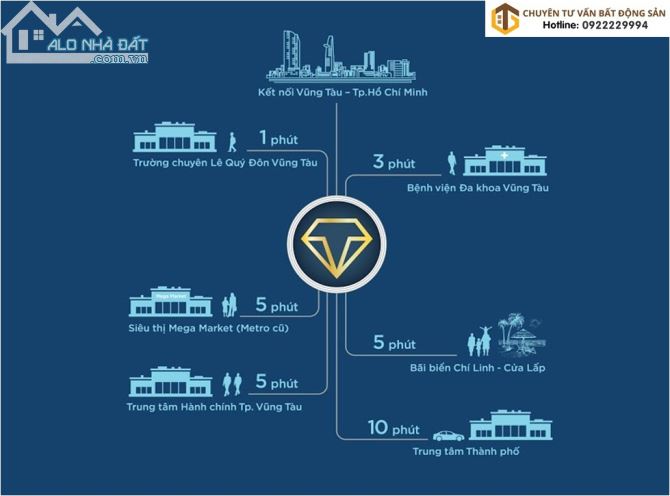 ALO NHÀ ĐẤT
.com.vn
CHUYÊN TƯ VẤN BẤT ĐỘNG SẢN
Hotline: 0922229994
Kết nối Vũng Tàu – Tp.Hồ Chí Minh
1 phút
Trường chuyên Lê Quý Đôn Vũng Tàu
3 phút
Bệnh viện Đa khoa Vũng Tàu
Mega Market
5 phút
Siêu thị Mega Market (Metro cũ)
5 phút
Bãi biển Chí Linh - Cửa Lấp
5 phút
Trung tâm Hành chính Tp. Vũng Tàu
10 phút
Trung tâm Thành phố